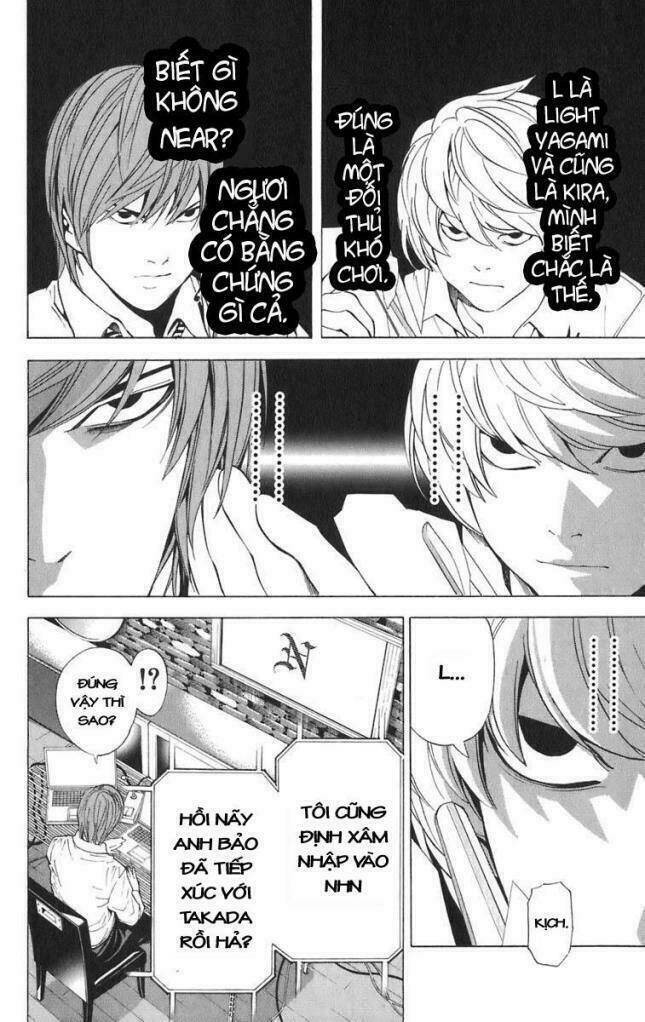 L LÀ
LIGHT
YAGAMI
VÀ CŨNG
LÀ KIRA,
MÌNH
BIẾT
CHẮC LÀ
THẾ.
ĐÚNG
LÀ
MỘT
ĐỐI
THỦ
KHÓ
CHƠI.
BIẾT GÌ
KHÔNG
NEAR?
NGƯƠI
CHẲNG
CÓ BẰNG
CHỨNG
GÌ CẢ.
L...
KỊCH.
TÔI CŨNG
ĐỊNH XÂM
NHẬP VÀO
NHN
HỒI NÃY
ANH BẢO
ĐÃ TIẾP
XÚC VỚI
TAKADA
RỒI HẢ?
N
!?
ĐÚNG
VẬY THÌ
SAO?